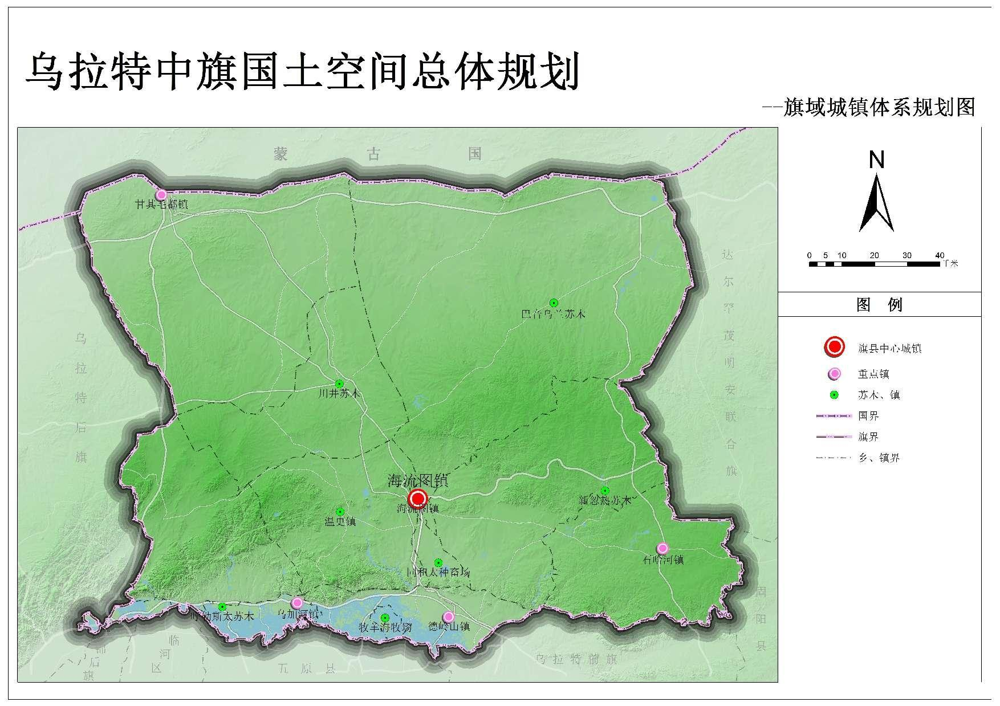 乌拉特中旗国土空间总体规划
--旗域城镇体系规划图
蒙古国
N
0 5 10 20 30 40
千米
图 例
旗县中心城镇
重点镇
苏木、镇
国界
旗界
乡、镇界
甘其毛都镇
达尔罕茂明安联合旗
巴音乌兰苏木
乌拉特后旗
川井苏木
海流图镇
海流图镇
新忽热苏木
温更镇
石哈河镇
同和太种畜场
固阳县
呼勒斯太苏木
乌加河镇
牧羊海牧场
德岭山镇
临河区
后旗
五原县
乌拉特前旗